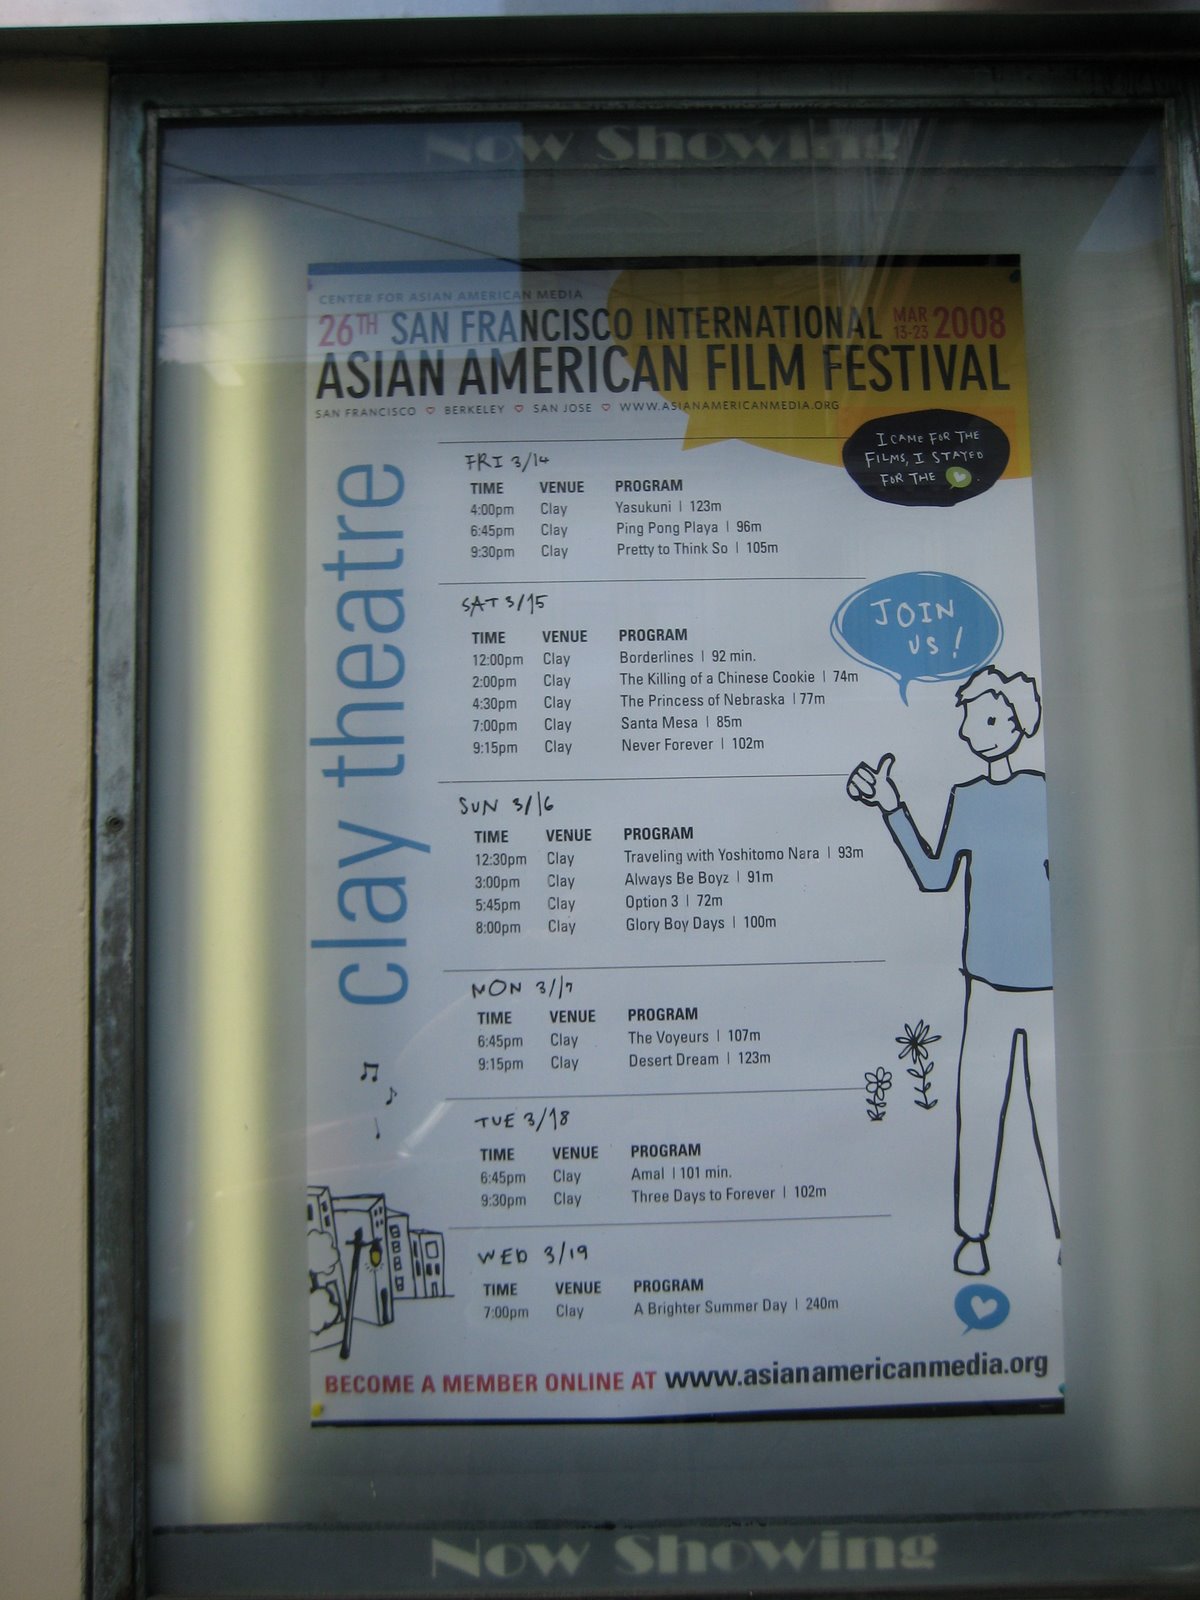 Now Showing
CENTER FOR ASIAN AMERICAN MEDIA
26TH SAN FRANCISCO INTERNATIONAL MAR 13-23 2008
ASIAN AMERICAN FILM FESTIVAL
SAN FRANCISCO ♡ BERKELEY ♡ SAN JOSE ♡ WWW.ASIANAMERICANMEDIA.ORG
I CAME FOR THE
FILMS, I STAYED
FOR THE
clay theatre
FRI 3/14
TIME VENUE PROGRAM
4:00pm Clay Yasukuni | 123m
6:45pm Clay Ping Pong Playa | 96m
9:30pm Clay Pretty to Think So | 105m
SAT 3/15
TIME VENUE PROGRAM
12:00pm Clay Borderlines | 92 min.
2:00pm Clay The Killing of a Chinese Cookie | 74m
4:30pm Clay The Princess of Nebraska | 77m
7:00pm Clay Santa Mesa | 85m
9:15pm Clay Never Forever | 102m
JOIN
US!
SUN 3/16
TIME VENUE PROGRAM
12:30pm Clay Traveling with Yoshitomo Nara | 93m
3:00pm Clay Always Be Boyz | 91m
5:45pm Clay Option 3 | 72m
8:00pm Clay Glory Boy Days | 100m
MON 3/17
TIME VENUE PROGRAM
6:45pm Clay The Voyeurs | 107m
9:15pm Clay Desert Dream | 123m
TUE 3/18
TIME VENUE PROGRAM
6:45pm Clay Amal | 101 min.
9:30pm Clay Three Days to Forever | 102m
WED 3/19
TIME VENUE PROGRAM
7:00pm Clay A Brighter Summer Day | 240m
BECOME A MEMBER ONLINE AT www.asianamericanmedia.org
Now Showing